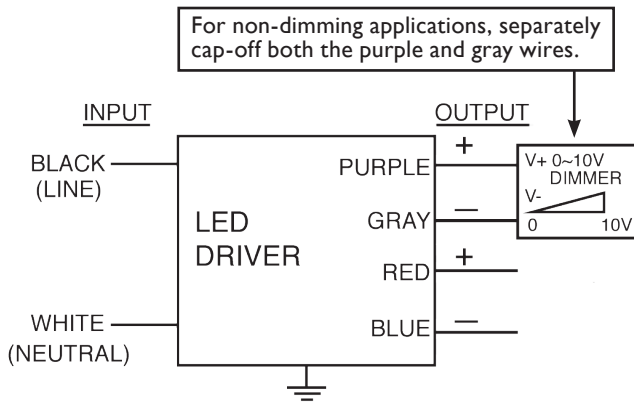 For non-dimming applications, separately
cap-off both the purple and gray wires.
INPUT
OUTPUT
BLACK
(LINE)
WHITE
(NEUTRAL)
LED
DRIVER
PURPLE
+
GRAY
—
RED
+
BLUE
—
V+ 0~10V
DIMMER
V-
0 10V